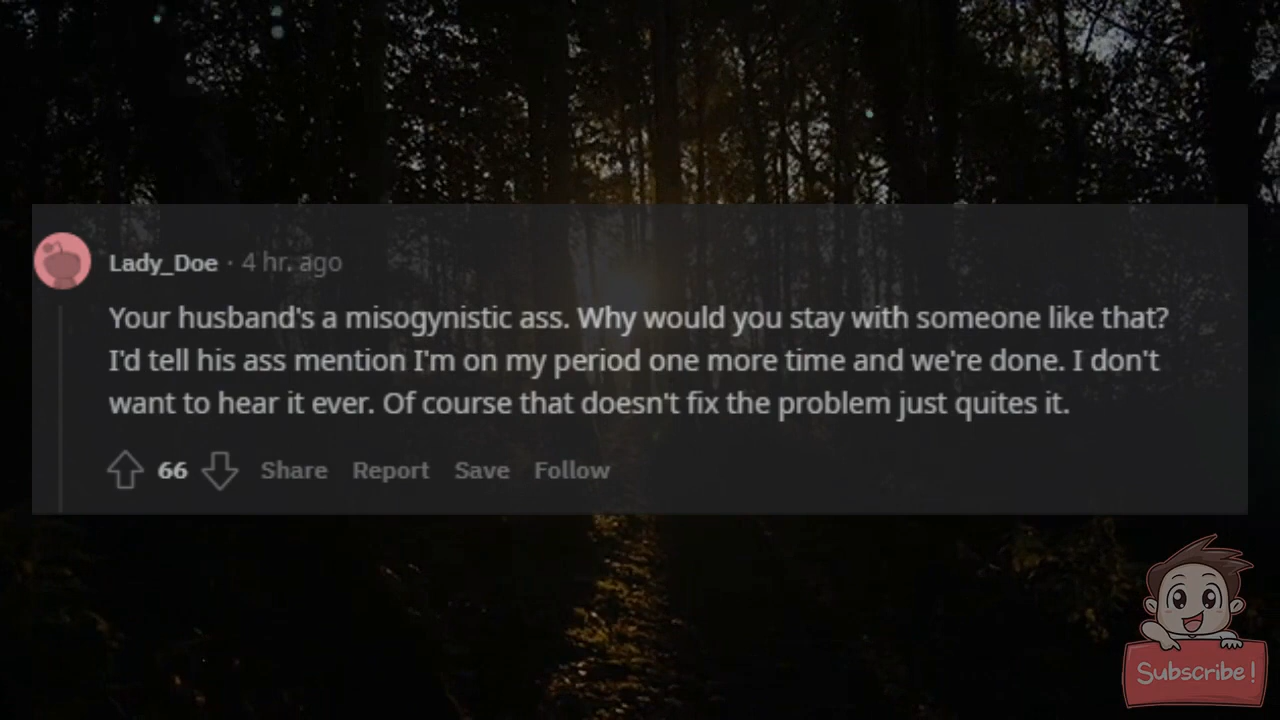 Lady_Doe · 4 hr. ago
Your husband's a misogynistic ass. Why would you stay with someone like that?
I'd tell his ass mention I'm on my period one more time and we're done. I don't
want to hear it ever. Of course that doesn't fix the problem just quites it.
66 Share Report Save Follow
Subscribe!